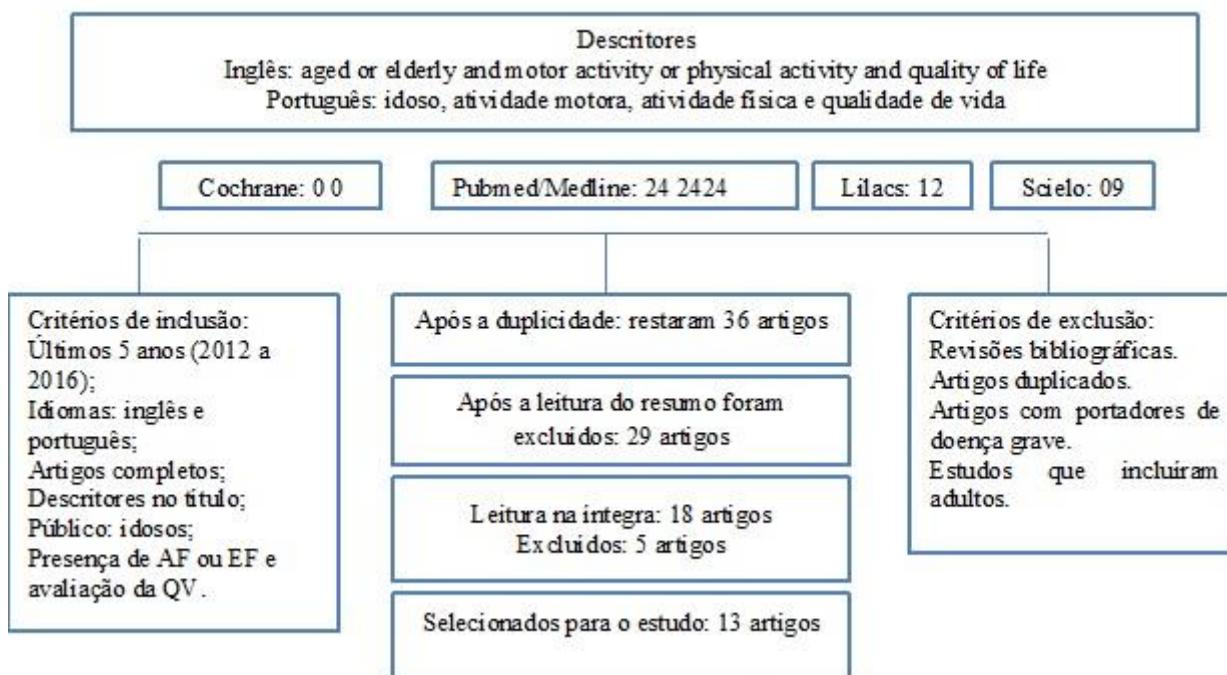 Descritores
Inglês: aged or elderly and motor activity or physical activity and quality of life
Português: idoso, atividade motora, atividade física e qualidade de vida
Cochrane: 0 0
Pubmed/Medline: 24 2424
Lilacs: 12
Scielo: 09
Critérios de inclusão:
Últimos 5 anos (2012 a
2016);
Idiomas: inglês e
português;
Artigos completos;
Descritores no título;
Público: idosos;
Presença de AF ou EF e
avaliação da QV.
Após a duplicidade: restaram 36 artigos
Após a leitura do resumo foram
excluídos: 29 artigos
Leitura na integra: 18 artigos
Excluídos: 5 artigos
Selecionados para o estudo: 13 artigos
Critérios de exclusão:
Revisões bibliográficas.
Artigos duplicados.
Artigos com portadores de
doença grave.
Estudos que incluíram
adultos.